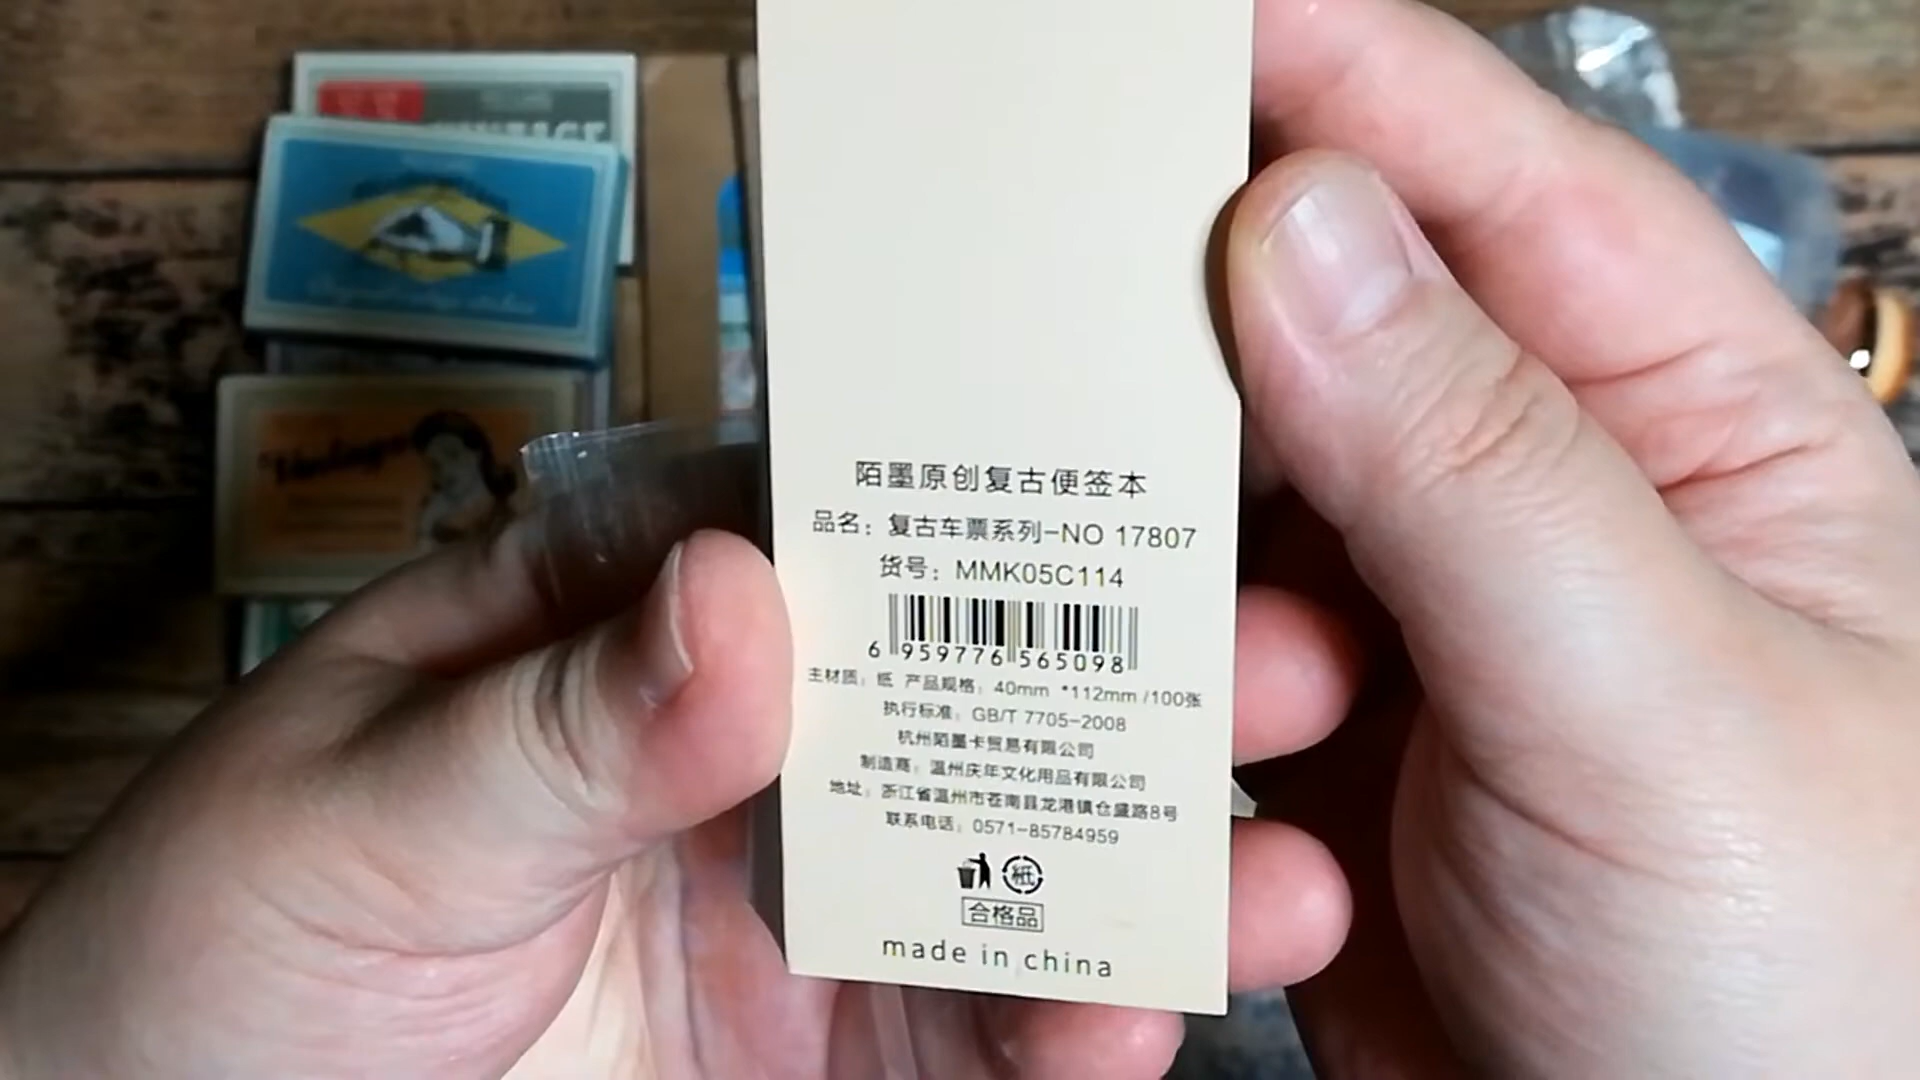 陌墨原创复古便签本
品名：复古车票系列-NO 17807
货号：MMK05C114
6 959776 565098
主材质：纸 产品规格：40mm *112mm /100张
执行标准：GB/T 7705-2008
杭州陌墨卡贸易有限公司
制造商：温州庆年文化用品有限公司
地址：浙江省温州市苍南县龙港镇仓盛路8号
联系电话：0571-85784959
紙
合格品
made in china